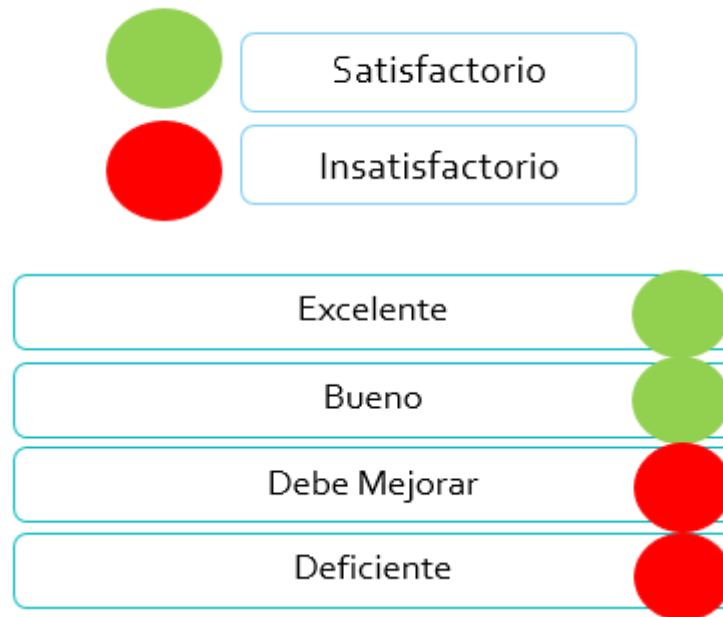 Satisfactorio
Insatisfactorio
Excelente
Bueno
Debe Mejorar
Deficiente